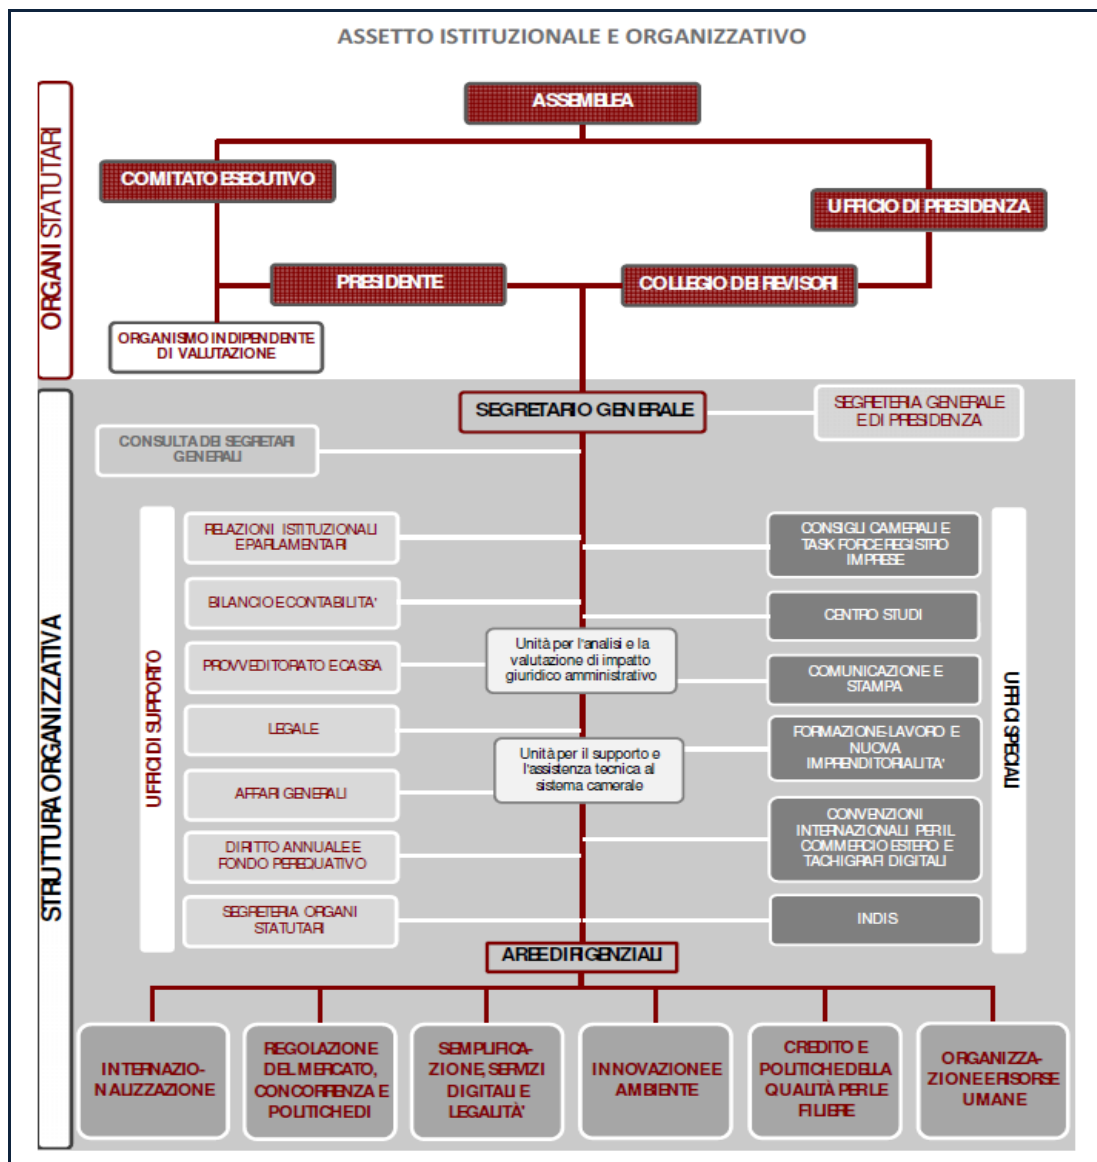 ASSETTO ISTITUZIONALE E ORGANIZZATIVO
ORGANI STATUTARI
ASSEMBLEA
COMITATO ESECUTIVO
UFFICIO DI PRESIDENZA
PRESIDENTE
COLLEGIO DEI REVISORI
ORGANISMO INDIPENDENTE
DI VALUTAZIONE
STRUTTURA ORGANIZZATIVA
SEGRETARIO GENERALE
SEGRETERIA GENERALE
E DI PRESIDENZA
CONSULTA DEI SEGRETARI
GENERALI
UFFICI DI SUPPORTO
RELAZIONI ISTITUZIONALI
E PARLAMENTARI
BILANCIO E CONTABILITA'
PROVVEDITORATO E CASSA
LEGALE
AFFARI GENERALI
DIRITTO ANNUALE E
FONDO PEREQUATIVO
SEGRETERIA ORGANI
STATUTARI
Unità per l'analisi e la
valutazione di impatto
giuridico amministrativo
Unità per il supporto e
l'assistenza tecnica al
sistema camerale
UFFICI SPECIALI
CONSIGLI CAMERALI E
TASK FORCE REGISTRO
IMPRESE
CENTRO STUDI
COMUNICAZIONE E
STAMPA
FORMAZIONE-LAVORO E
NUOVA
IMPRENDITORIALITA'
CONVENZIONI
INTERNAZIONALI PER IL
COMMERCIO ESTERO E
TACHIGRAFI DIGITALI
INDIS
AREE DIRIGENZIALI
INTERNAZIO-
NALIZZAZIONE
REGOLAZIONE
DEL MERCATO,
CONCORRENZA E
POLITICHE DI
SEMPLIFICA-
ZIONE, SERVIZI
DIGITALI E
LEGALITÀ'
INNOVAZIONE E
AMBIENTE
CREDITO E
POLITICHE DELLA
QUALITÀ PER LE
FILIERE
ORGANIZZA-
ZIONE E RISORSE
UMANE